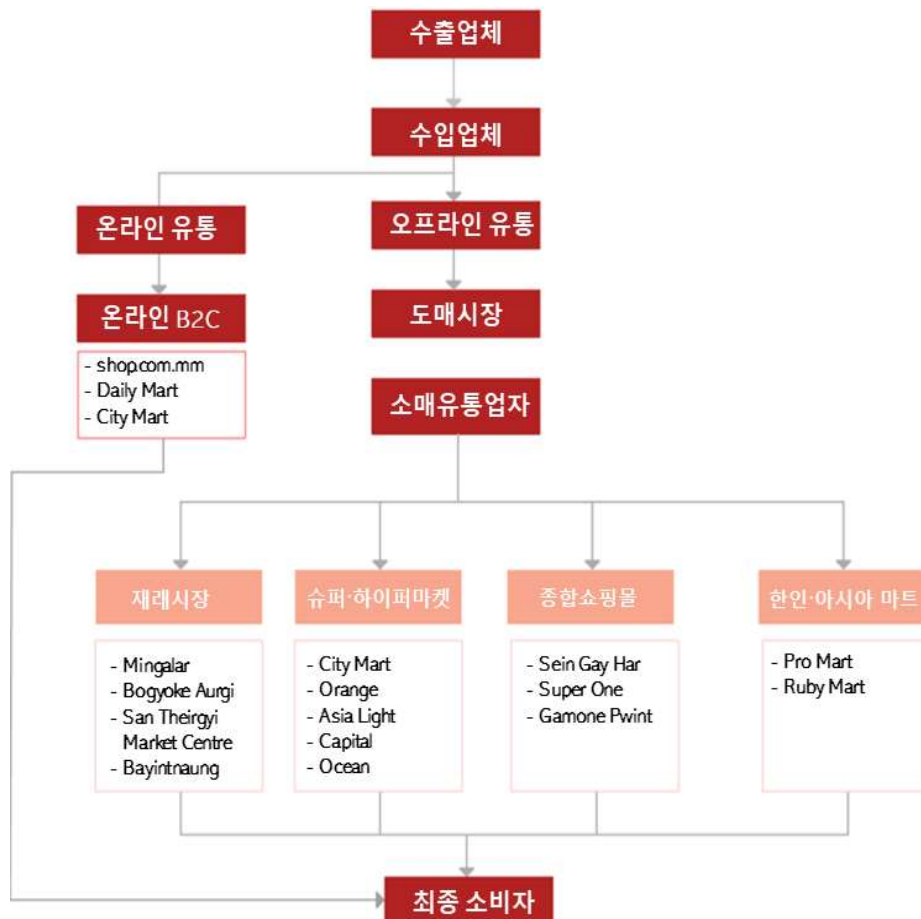 수출업체
수입업체
온라인 유통
오프라인 유통
온라인 B2C
도매시장
- shop.com.mm
- Daily Mart
- City Mart
소매유통업자
재래시장
슈퍼·하이퍼마켓
종합쇼핑몰
한인·아시아 마트
- Mingalar
- Bogyoke Aurgi
- San Theirgyi
Market Centre
- Bayintnaung
- City Mart
- Orange
- Asia Light
- Capital
- Ocean
- Sein Gay Har
- Super One
- Gamone Pwint
- Pro Mart
- Ruby Mart
최종 소비자